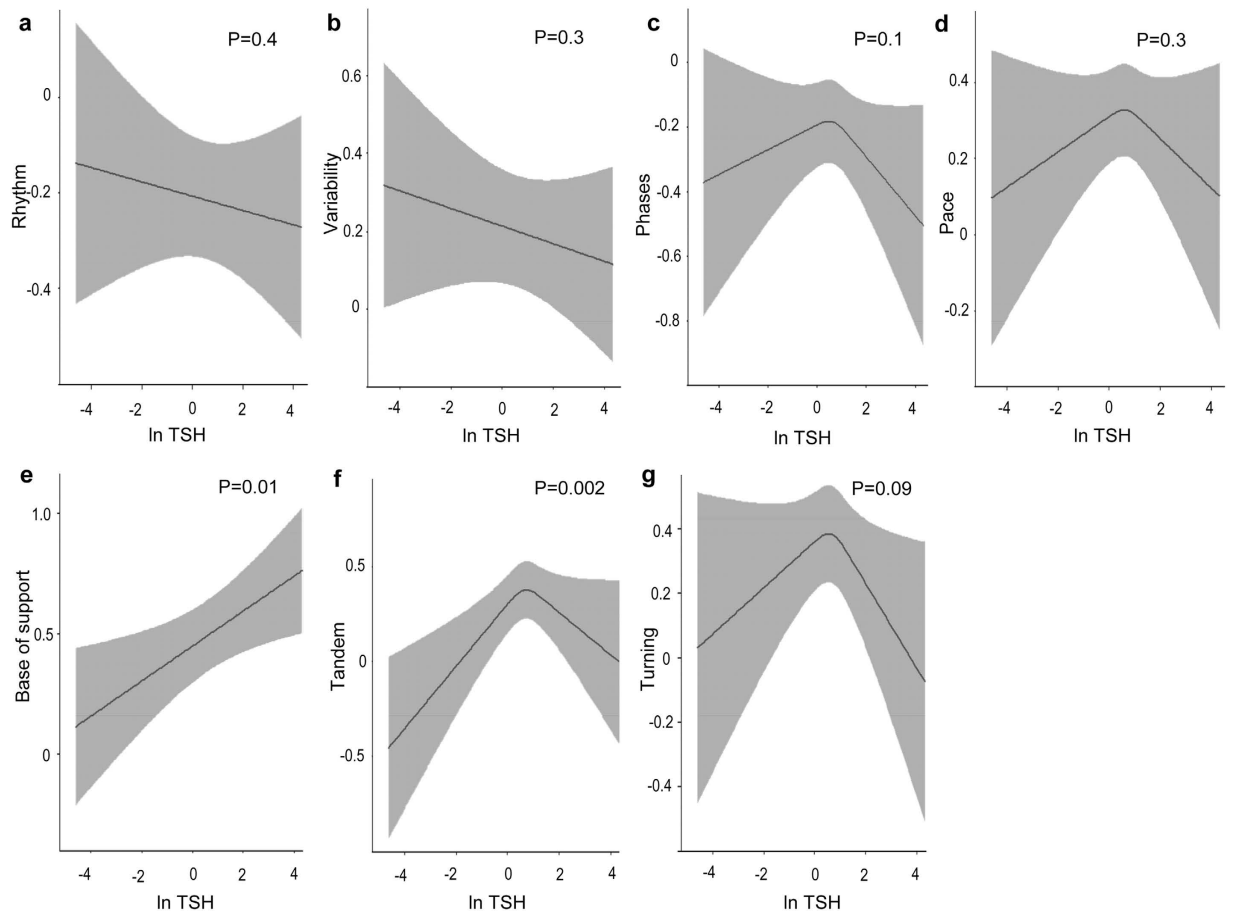 a
P=0.4
0
-0.2
-0.4
Rhythm
-4
-2
0
2
4
ln TSH
b
P=0.3
0.6
0.4
0.2
0
Variability
-4
-2
0
2
4
ln TSH
c
P=0.1
0
-0.2
-0.4
-0.6
-0.8
Phases
-4
-2
0
2
4
ln TSH
d
P=0.3
0.4
0.2
0
-0.2
Pace
-4
-2
0
2
4
ln TSH
e
P=0.01
1.0
0.5
0
Base of support
-4
-2
0
2
4
ln TSH
f
P=0.002
0.5
0
-0.5
Tandem
-4
-2
0
2
4
ln TSH
g
P=0.09
0.4
0.2
0
-0.2
-0.4
Turning
-4
-2
0
2
4
ln TSH